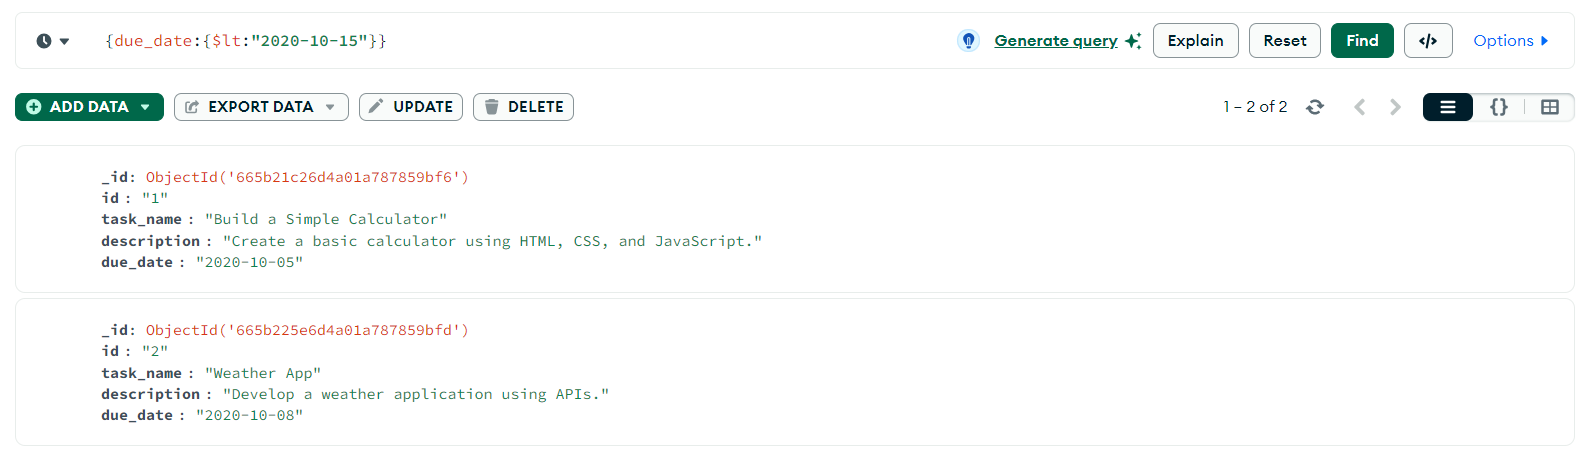 {due_date:{$lt:"2020-10-15"}}
Generate query
Explain
Reset
Find
</>
Options
ADD DATA
EXPORT DATA
UPDATE
DELETE
1 – 2 of 2
{}
_id: ObjectId('665b21c26d4a01a787859bf6')
id : "1"
task_name : "Build a Simple Calculator"
description : "Create a basic calculator using HTML, CSS, and JavaScript."
due_date : "2020-10-05"
_id: ObjectId('665b225e6d4a01a787859bfd')
id : "2"
task_name : "Weather App"
description : "Develop a weather application using APIs."
due_date : "2020-10-08"